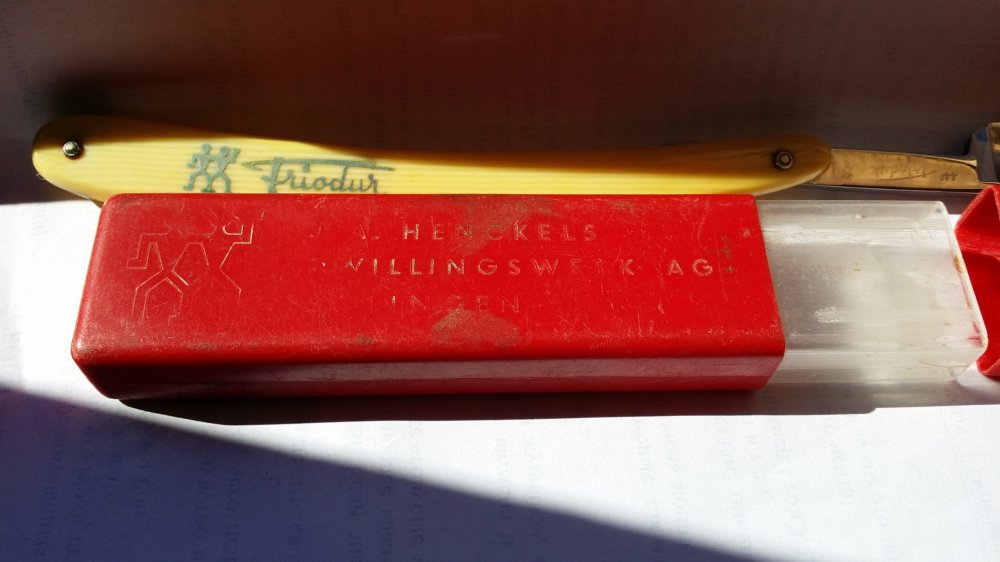 Friodur
A. HENCKELS
WILLINGSWERK AG
INGEN